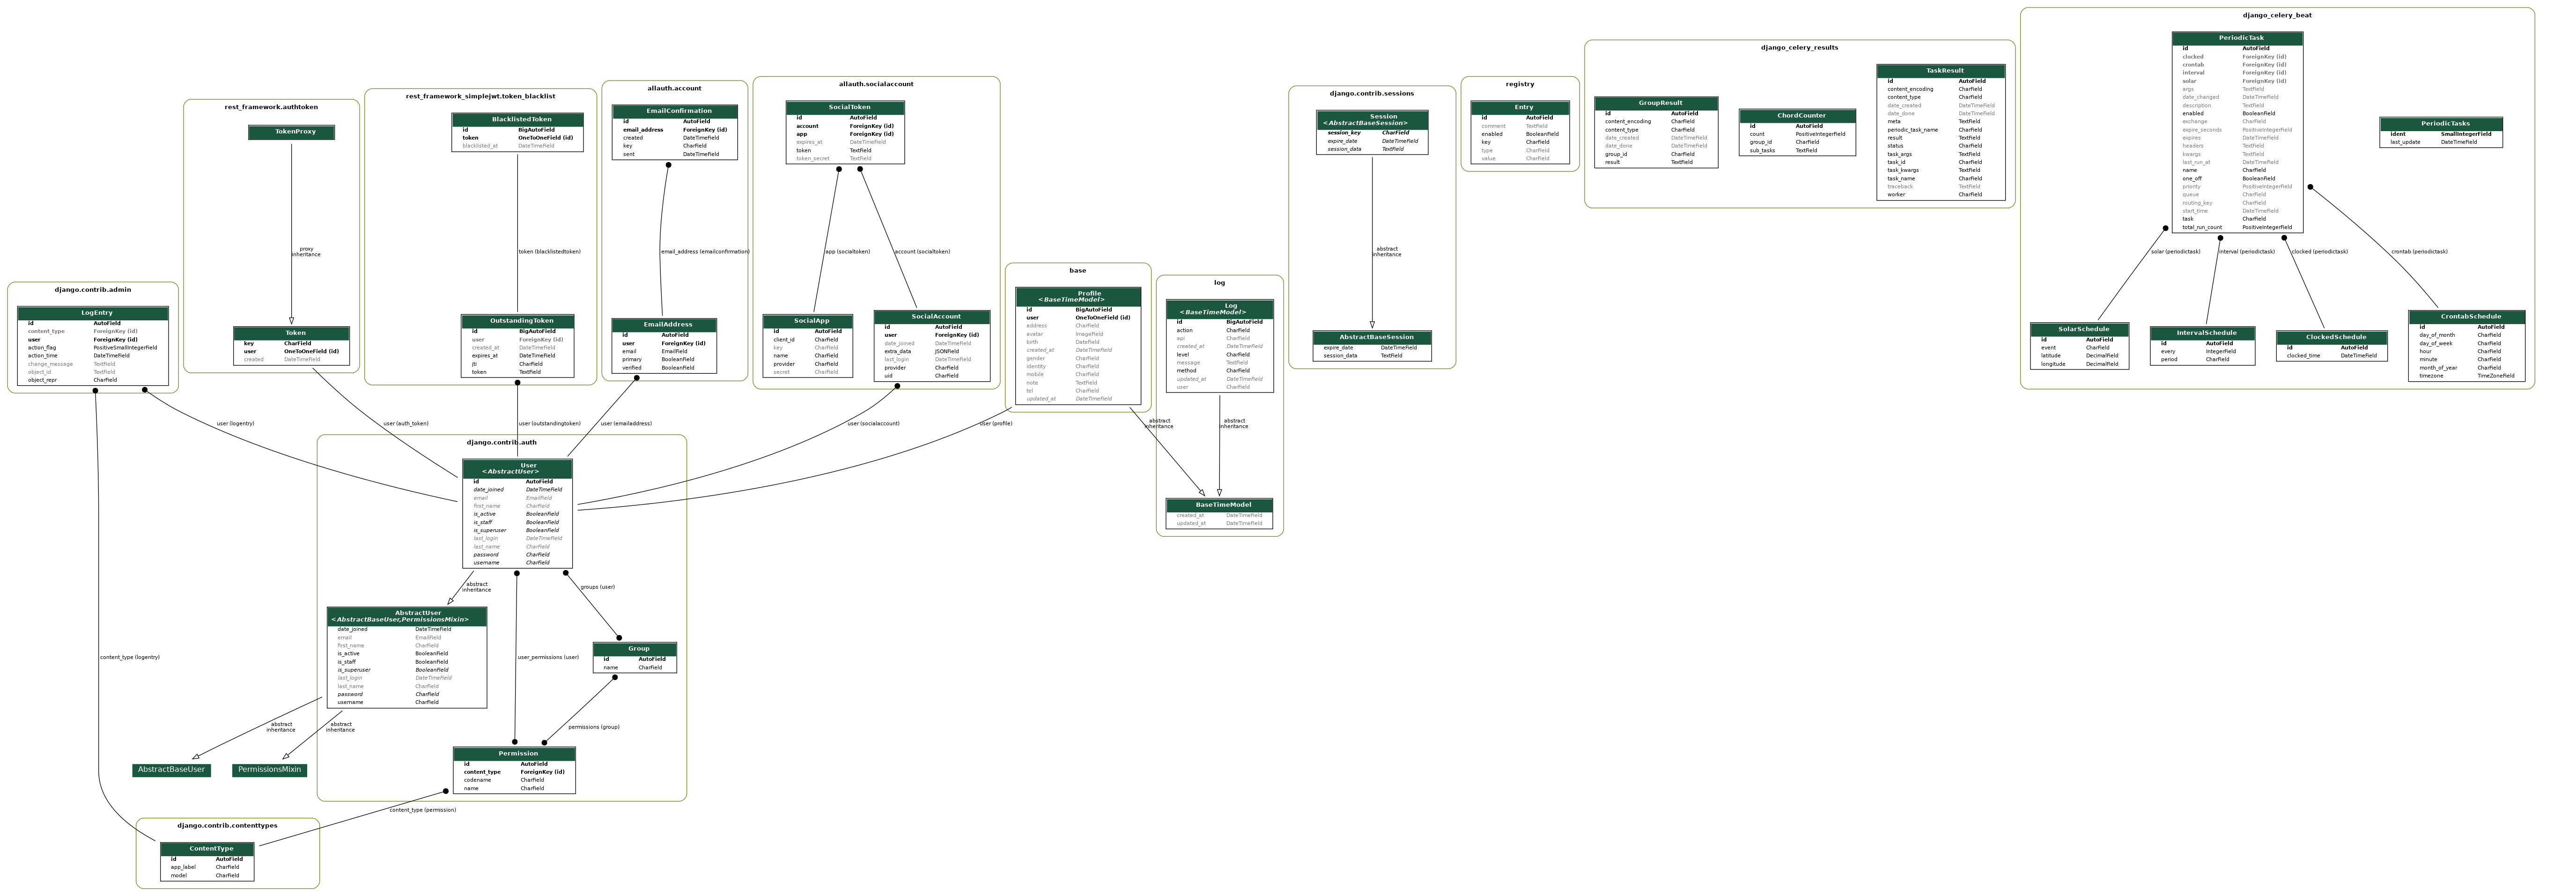 django.contrib.admin
LogEntry
id AutoField
content_type ForeignKey (id)
user ForeignKey (id)
action_flag PositiveSmallIntegerField
action_time DateTimeField
change_message TextField
object_id TextField
object_repr CharField
rest_framework.authtoken
TokenProxy
proxy
inheritance
Token
key CharField
user OneToOneField (id)
created DateTimeField
rest_framework_simplejwt.token_blacklist
BlacklistedToken
id BigAutoField
token OneToOneField (id)
blacklisted_at DateTimeField
token (blacklistedtoken)
OutstandingToken
id BigAutoField
user ForeignKey (id)
created_at DateTimeField
expires_at DateTimeField
jti CharField
token TextField
allauth.account
EmailConfirmation
id AutoField
email_address ForeignKey (id)
created DateTimeField
key CharField
sent DateTimeField
email_address (emailconfirmation)
EmailAddress
id AutoField
user ForeignKey (id)
email EmailField
primary BooleanField
verified BooleanField
allauth.socialaccount
SocialToken
id AutoField
account ForeignKey (id)
app ForeignKey (id)
expires_at DateTimeField
token TextField
token_secret TextField
app (socialtoken)
account (socialtoken)
SocialApp
id AutoField
client_id CharField
key CharField
name CharField
provider CharField
secret CharField
SocialAccount
id AutoField
user ForeignKey (id)
date_joined DateTimeField
extra_data JSONField
last_login DateTimeField
provider CharField
uid CharField
base
Profile
<BaseTimeModel>
id BigAutoField
user OneToOneField (id)
address CharField
avatar ImageField
birth DateField
created_at DateTimeField
gender CharField
identity CharField
mobile CharField
note TextField
tel CharField
updated_at DateTimeField
log
Log
<BaseTimeModel>
id BigAutoField
action CharField
api CharField
created_at DateTimeField
level CharField
message TextField
method CharField
updated_at DateTimeField
user CharField
abstract
inheritance
abstract
inheritance
BaseTimeModel
created_at DateTimeField
updated_at DateTimeField
django.contrib.sessions
Session
<AbstractBaseSession>
session_key CharField
expire_date DateTimeField
session_data TextField
abstract
inheritance
AbstractBaseSession
expire_date DateTimeField
session_data TextField
registry
Entry
id AutoField
comment TextField
enabled BooleanField
key CharField
type CharField
value CharField
django_celery_results
GroupResult
id AutoField
content_encoding CharField
content_type CharField
date_created DateTimeField
date_done DateTimeField
group_id CharField
result TextField
ChordCounter
id AutoField
count PositiveIntegerField
group_id CharField
sub_tasks TextField
TaskResult
id AutoField
content_encoding CharField
content_type CharField
date_created DateTimeField
date_done DateTimeField
meta TextField
periodic_task_name CharField
result TextField
status CharField
task_args TextField
task_id CharField
task_kwargs TextField
task_name CharField
traceback TextField
worker CharField
django_celery_beat
PeriodicTask
id AutoField
clocked ForeignKey (id)
crontab ForeignKey (id)
interval ForeignKey (id)
solar ForeignKey (id)
args TextField
date_changed DateTimeField
description TextField
enabled BooleanField
exchange CharField
expire_seconds PositiveIntegerField
expires DateTimeField
headers TextField
kwargs TextField
last_run_at DateTimeField
name CharField
one_off BooleanField
priority PositiveIntegerField
queue CharField
routing_key CharField
start_time DateTimeField
task CharField
total_run_count PositiveIntegerField
PeriodicTasks
ident SmallIntegerField
last_update DateTimeField
solar (periodictask)
interval (periodictask)
clocked (periodictask)
crontab (periodictask)
SolarSchedule
id AutoField
event CharField
latitude DecimalField
longitude DecimalField
IntervalSchedule
id AutoField
every IntegerField
period CharField
ClockedSchedule
id AutoField
clocked_time DateTimeField
CrontabSchedule
id AutoField
day_of_month CharField
day_of_week CharField
hour CharField
minute CharField
month_of_year CharField
timezone TimeZoneField
user (logentry)
user (auth_token)
user (outstandingtoken)
user (emailaddress)
user (socialaccount)
user (profile)
django.contrib.auth
User
<AbstractUser>
id AutoField
date_joined DateTimeField
email EmailField
first_name CharField
is_active BooleanField
is_staff BooleanField
is_superuser BooleanField
last_login DateTimeField
last_name CharField
password CharField
username CharField
abstract
inheritance
groups (user)
AbstractUser
<AbstractBaseUser,PermissionsMixin>
date_joined DateTimeField
email EmailField
first_name CharField
is_active BooleanField
is_staff BooleanField
is_superuser BooleanField
last_login DateTimeField
last_name CharField
password CharField
username CharField
user_permissions (user)
Group
id AutoField
name CharField
content_type (logentry)
abstract
inheritance
abstract
inheritance
permissions (group)
AbstractBaseUser
PermissionsMixin
Permission
id AutoField
content_type ForeignKey (id)
codename CharField
name CharField
content_type (permission)
django.contrib.contenttypes
ContentType
id AutoField
app_label CharField
model CharField